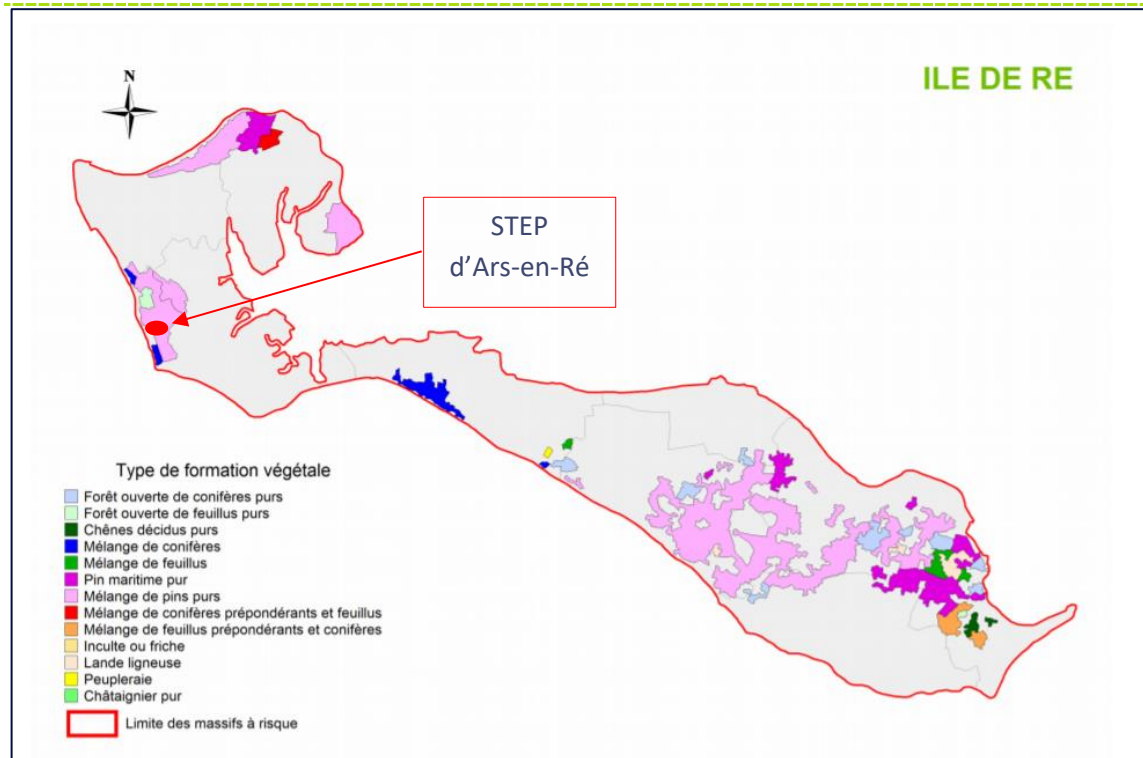 ILE DE RE
N
STEP
d'Ars-en-Ré
Type de formation végétale
Forêt ouverte de conifères purs
Forêt ouverte de feuillus purs
Chênes décidus purs
Mélange de conifères
Mélange de feuillus
Pin maritime pur
Mélange de pins purs
Mélange de conifères prépondérants et feuillus
Mélange de feuillus prépondérants et conifères
Inculte ou friche
Lande ligneuse
Peupleraie
Châtaignier pur
Limite des massifs à risque